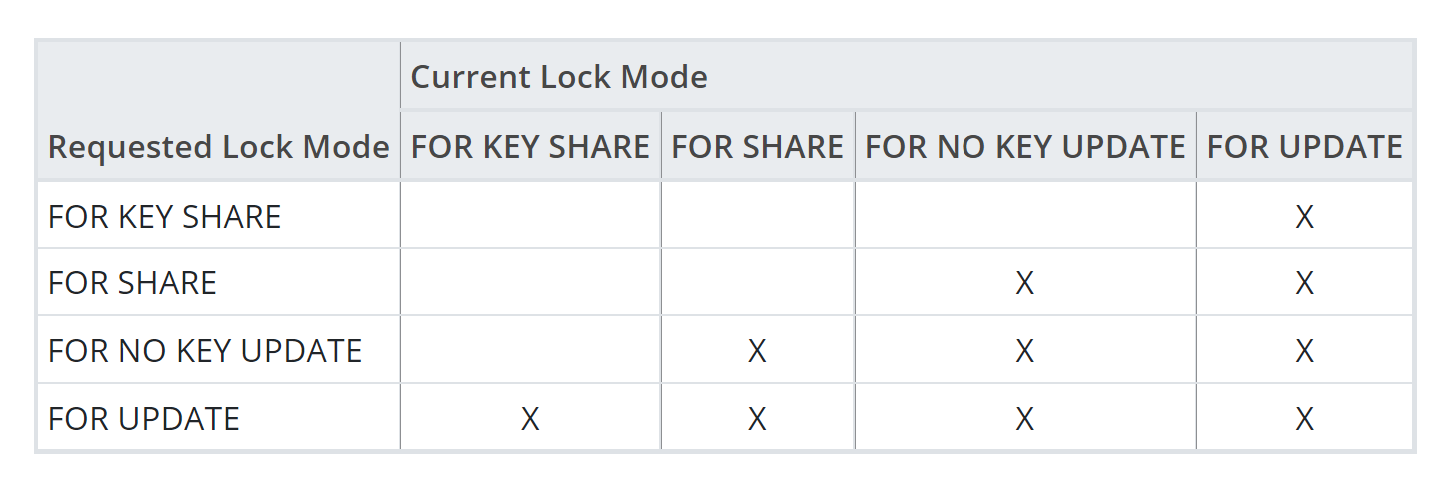 Current Lock Mode
Requested Lock Mode FOR KEY SHARE FOR SHARE FOR NO KEY UPDATE FOR UPDATE
FOR KEY SHARE X
FOR SHARE X X
FOR NO KEY UPDATE X X X
FOR UPDATE X X X X